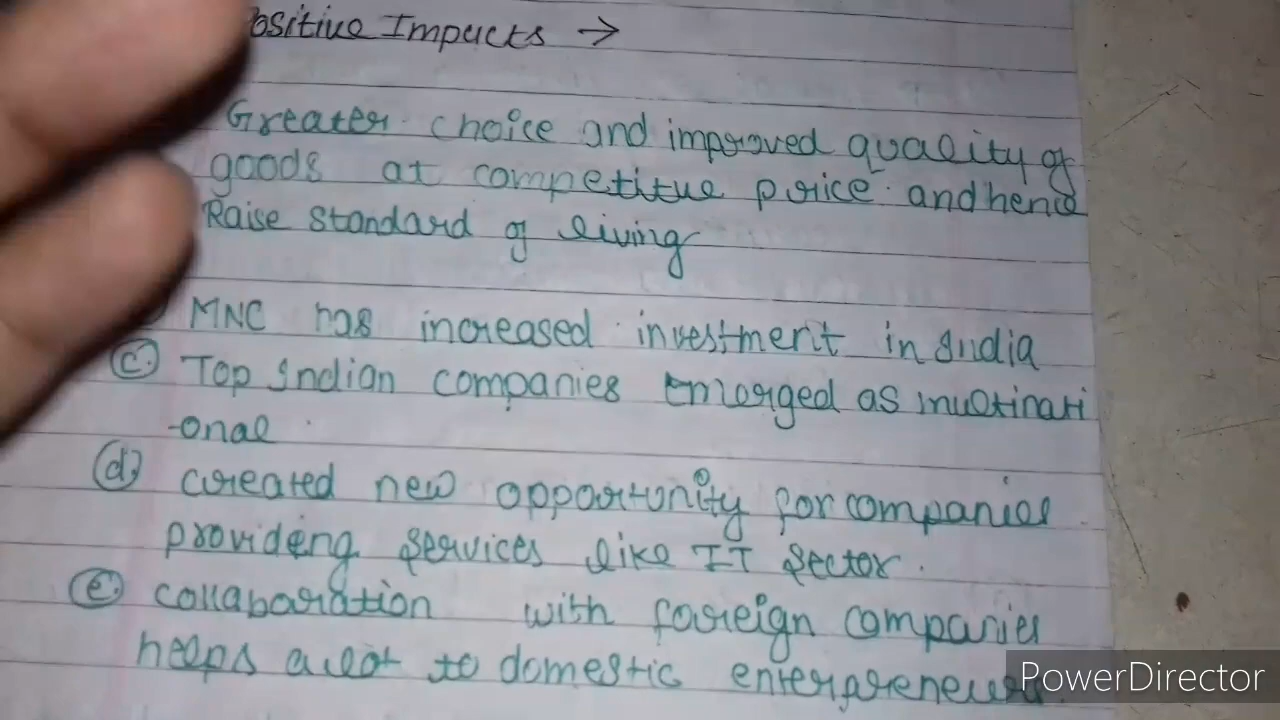 ositive Impacts →
Greater choice and improved quality of
goods at competitue price and hence
Raise standard of living
MNC has increased investment in India
(c) Top Indian companies Emerged as multinati
-onal
(d) created new opportunity for companies
providing services like IT sector.
(e) collaboration with foreign companies
helps a lot to domestic enterpreneurs
PowerDirector